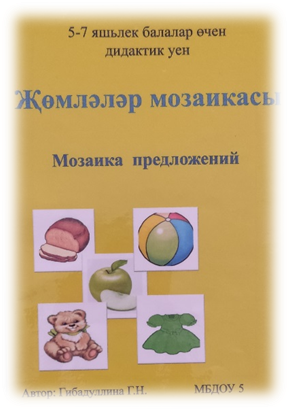 5-7 яшьлек балалар өчен
дидактик уен
Җөмләләр мозаикасы
Мозаика предложений
Автор: Гибадуллина Г.Н. МБДОУ 5